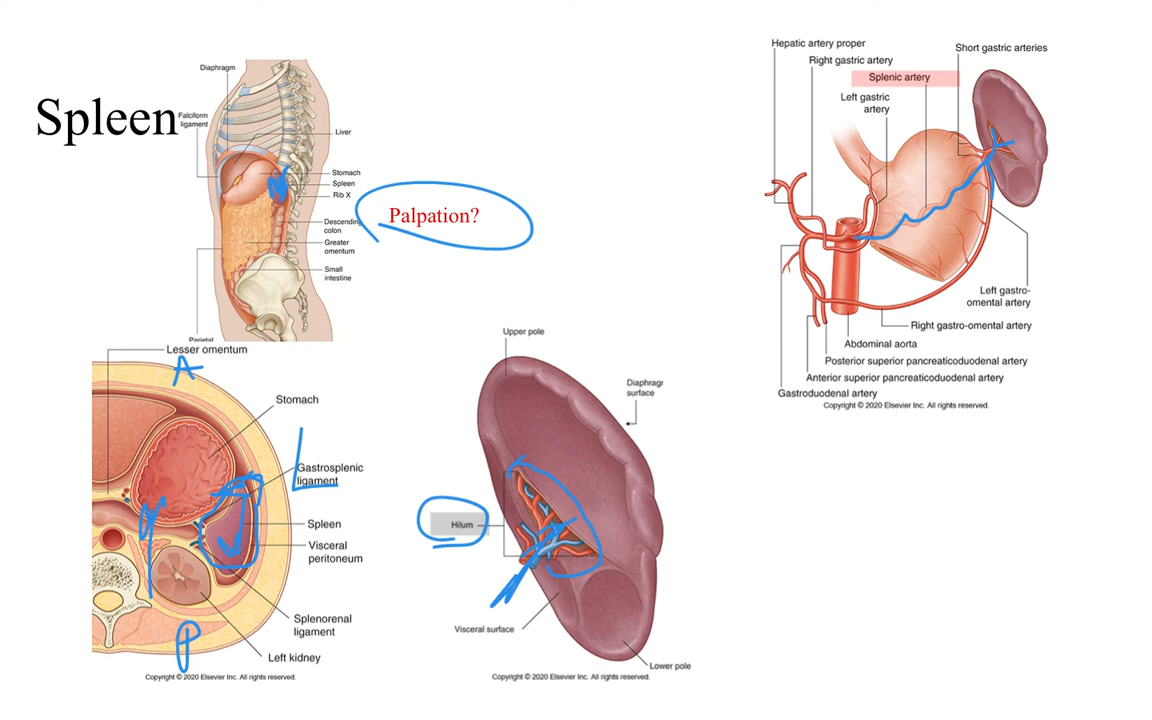 Spleen
Diaphragm
Falciform
ligament
Liver
Stomach
Spleen
Rib X
Descending
colon
Greater
omentum
Small
intestine
Parietal
Palpation?
Hepatic artery proper
Right gastric artery
Splenic artery
Left gastric
artery
Short gastric arteries
Left gastro-
omental artery
Right gastro-omental artery
Abdominal aorta
Posterior superior pancreaticoduodenal artery
Anterior superior pancreaticoduodenal artery
Gastroduodenal artery
Copyright © 2020 Elsevier Inc. All rights reserved.
Lesser omentum
A
Stomach
L
Gastrosplenic
ligament
Spleen
Visceral
peritoneum
Splenorenal
ligament
P
Left kidney
Copyright © 2020 Elsevier Inc. All rights reserved.
Upper pole
Diaphragr
surface
Hilum
Visceral surface
Lower pole
Copyright © 2020 Elsevier Inc. All rights reserved.